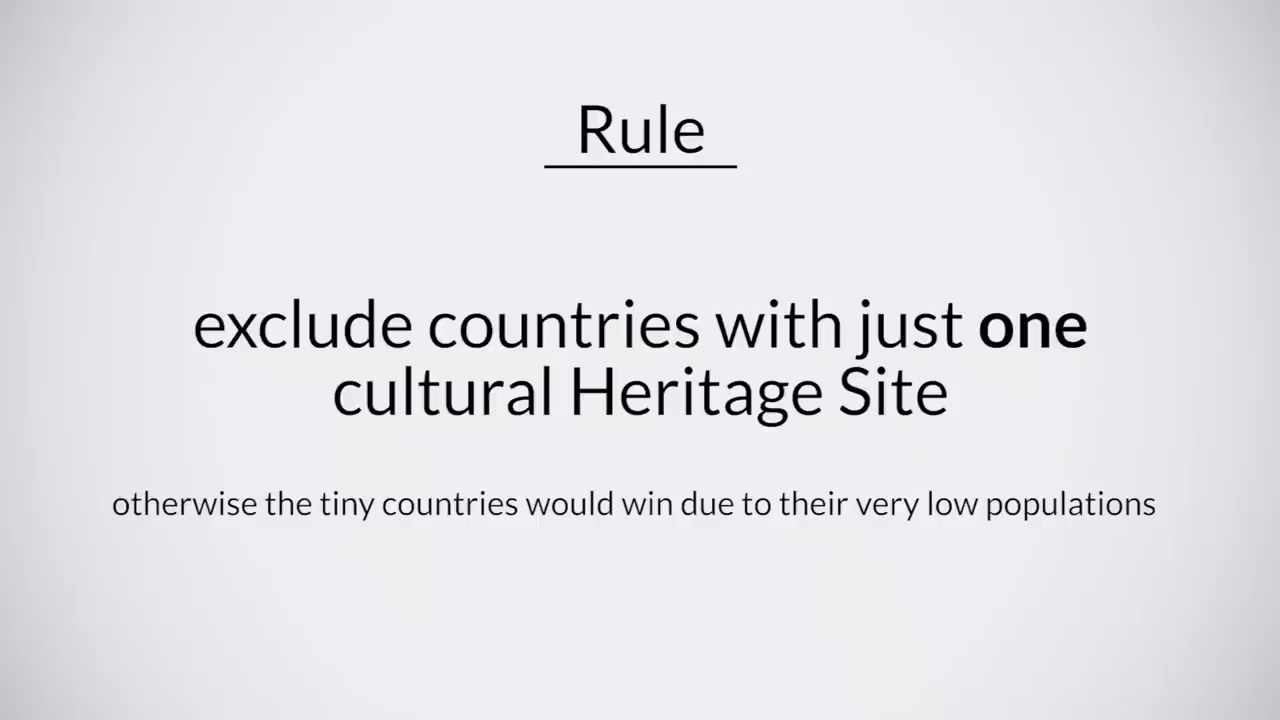 Rule
exclude countries with just one
cultural Heritage Site
otherwise the tiny countries would win due to their very low populations